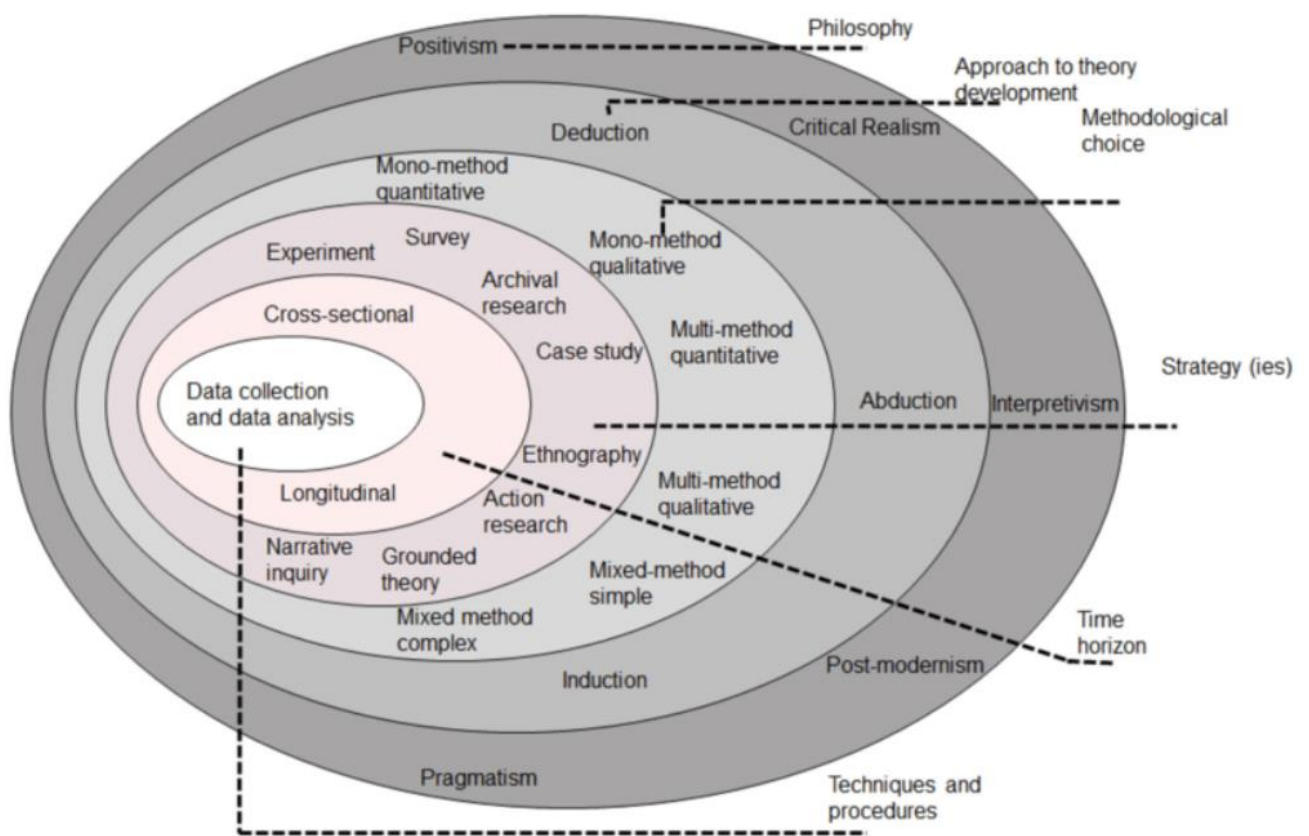 Philosophy
Positivism
Approach to theory
development
Methodological
choice
Critical Realism
Deduction
Mono-method
quantitative
Survey
Experiment
Mono-method
qualitative
Archival
research
Cross-sectional
Multi-method
quantitative
Case study
Strategy (ies)
Data collection
and data analysis
Abduction
Interpretivism
Ethnography
Multi-method
qualitative
Longitudinal
Action
research
Narrative
inquiry
Grounded
theory
Mixed-method
simple
Mixed method
complex
Time
horizon
Post-modernism
Induction
Pragmatism
Techniques and
procedures